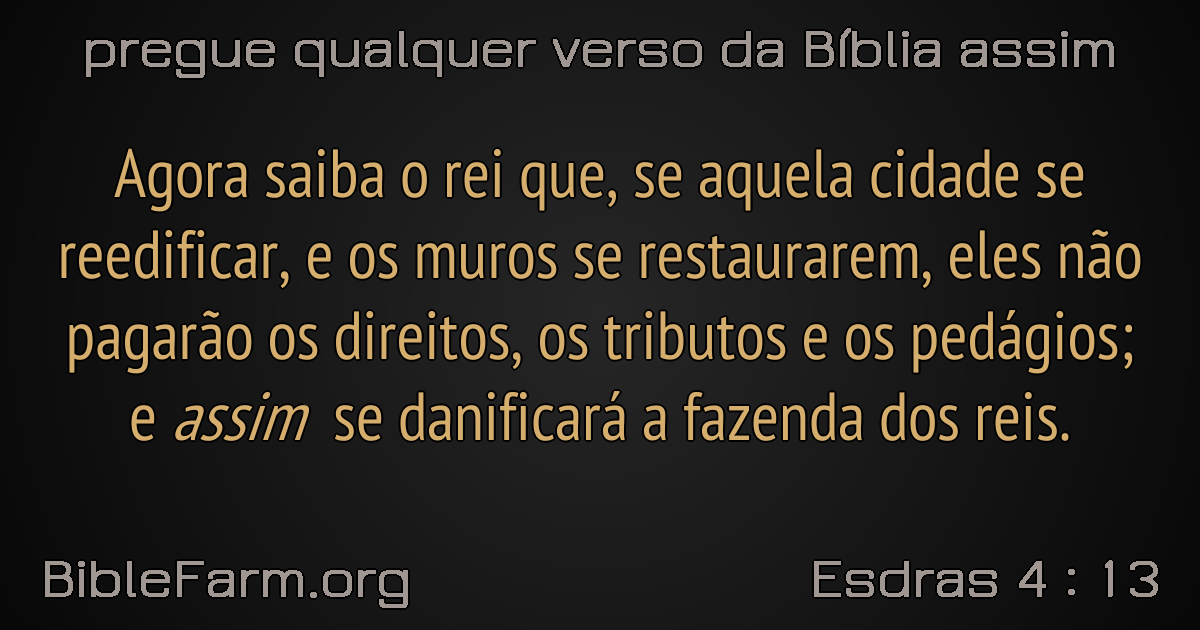 pregue qualquer verso da Bíblia assim
Agora saiba o rei que, se aquela cidade se
reedificar, e os muros se restaurarem, eles não
pagarão os direitos, os tributos e os pedágios;
e assim se danificará a fazenda dos reis.
BibleFarm.org
Esdras 4 : 13